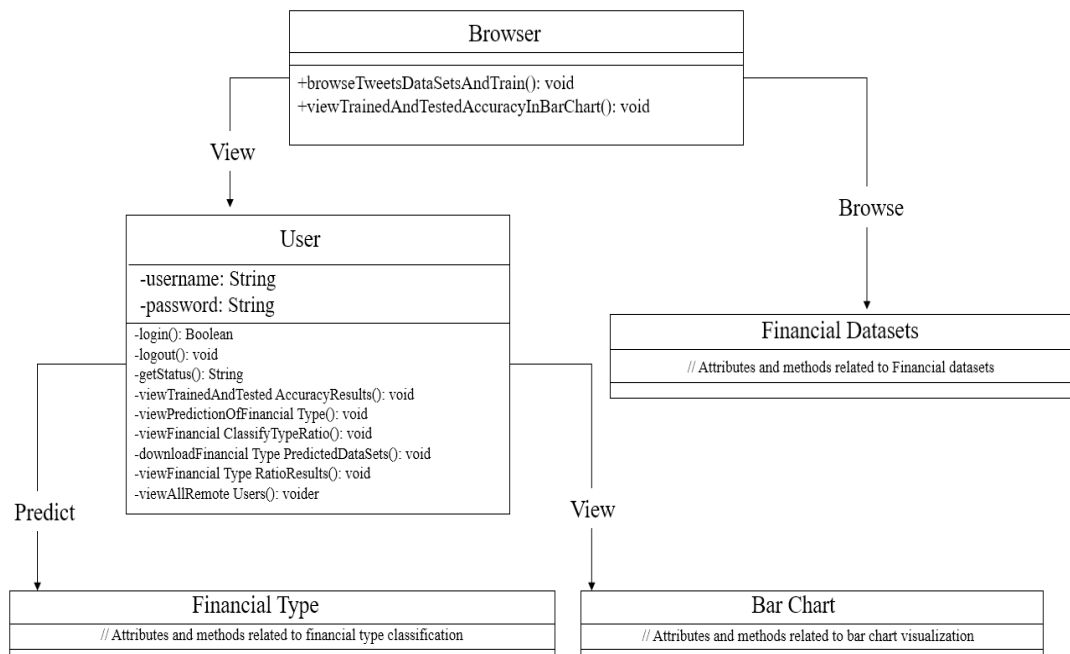 Browser
+browseTweetsDataSetsAndTrain(): void
+viewTrainedAndTestedAccuracyInBarChart(): void
View
Browse
User
-username: String
-password: String
-login(): Boolean
-logout(): void
-getStatus(): String
-viewTrainedAndTested AccuracyResults(): void
-viewPredictionOfFinancial Type(): void
-viewFinancial ClassifyTypeRatio(): void
-downloadFinancial Type PredictedDataSets(): void
-viewFinancial Type RatioResults(): void
-viewAllRemote Users(): voider
Financial Datasets
// Attributes and methods related to Financial datasets
Predict
View
Financial Type
// Attributes and methods related to financial type classification
Bar Chart
// Attributes and methods related to bar chart visualization